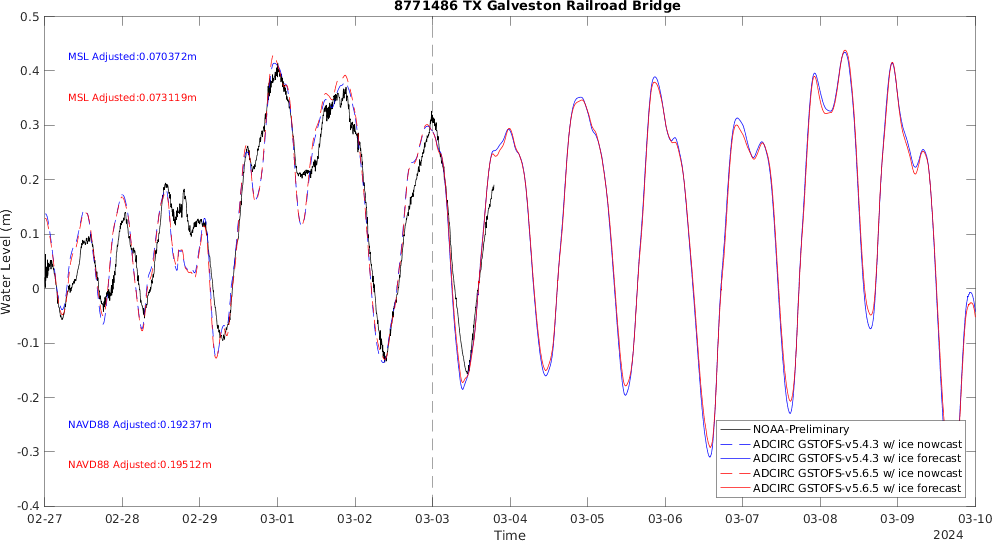 8771486 TX Galveston Railroad Bridge
0.5
0.4
0.3
0.2
0.1
0
-0.1
-0.2
-0.3
-0.4
Water Level (m)
MSL Adjusted:0.070372m
MSL Adjusted:0.073119m
NAVD88 Adjusted:0.19237m
NAVD88 Adjusted:0.19512m
NOAA-Preliminary
ADCIRC GSTOFS-v5.4.3 w/ ice nowcast
ADCIRC GSTOFS-v5.4.3 w/ ice forecast
ADCIRC GSTOFS-v5.6.5 w/ ice nowcast
ADCIRC GSTOFS-v5.6.5 w/ ice forecast
02-27 02-28 02-29 03-01 03-02 03-03 03-04 03-05 03-06 03-07 03-08 03-09 03-10
Time
2024